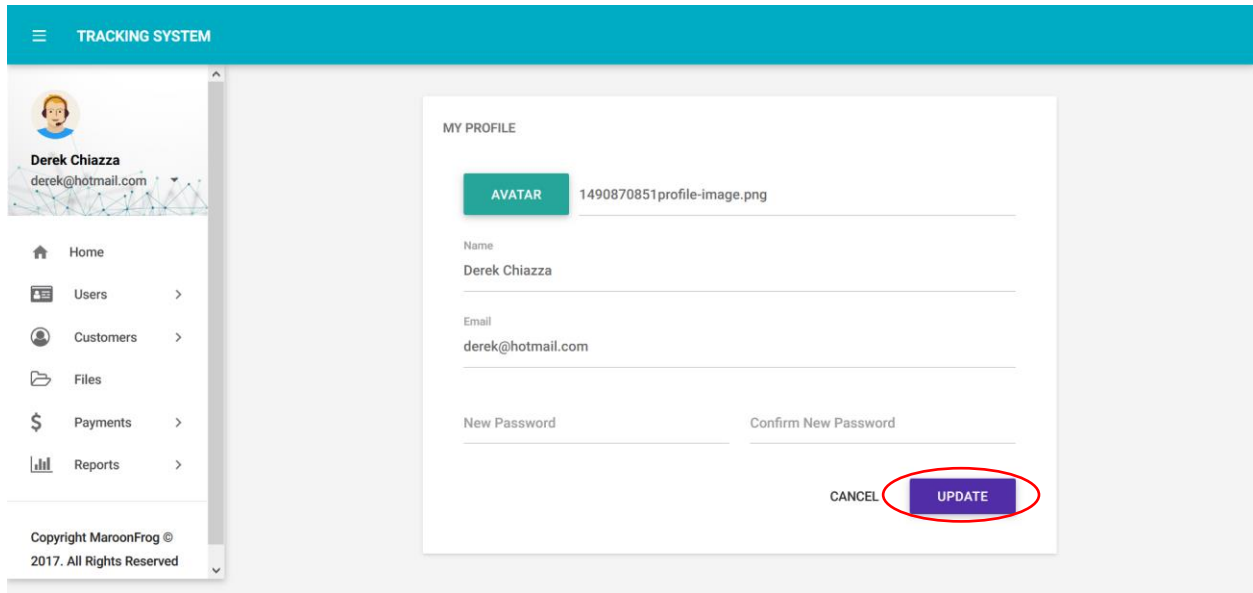 TRACKING SYSTEM
Derek Chiazza
derek@hotmail.com
Home
Users
Customers
Files
Payments
Reports
Copyright MaroonFrog ©
2017. All Rights Reserved
MY PROFILE
AVATAR 1490870851profile-image.png
Name
Derek Chiazza
Email
derek@hotmail.com
New Password Confirm New Password
CANCEL UPDATE